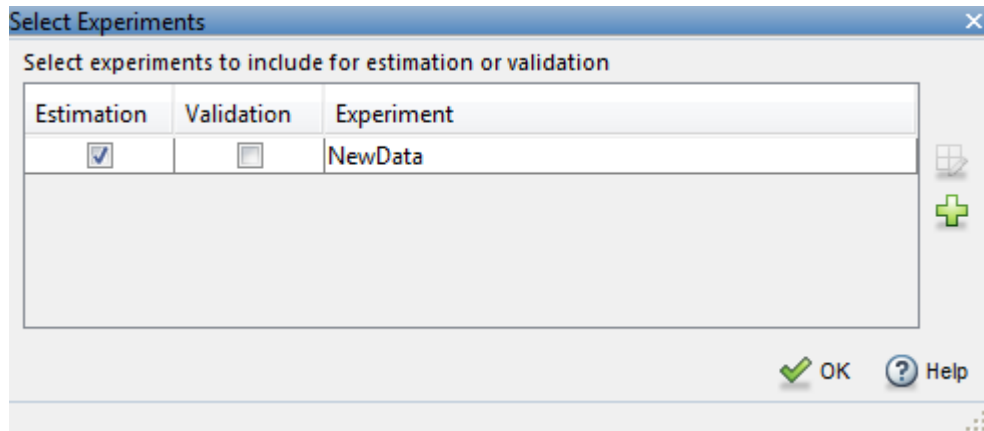 Select Experiments
Select experiments to include for estimation or validation
Estimation Validation Experiment
NewData
OK Help